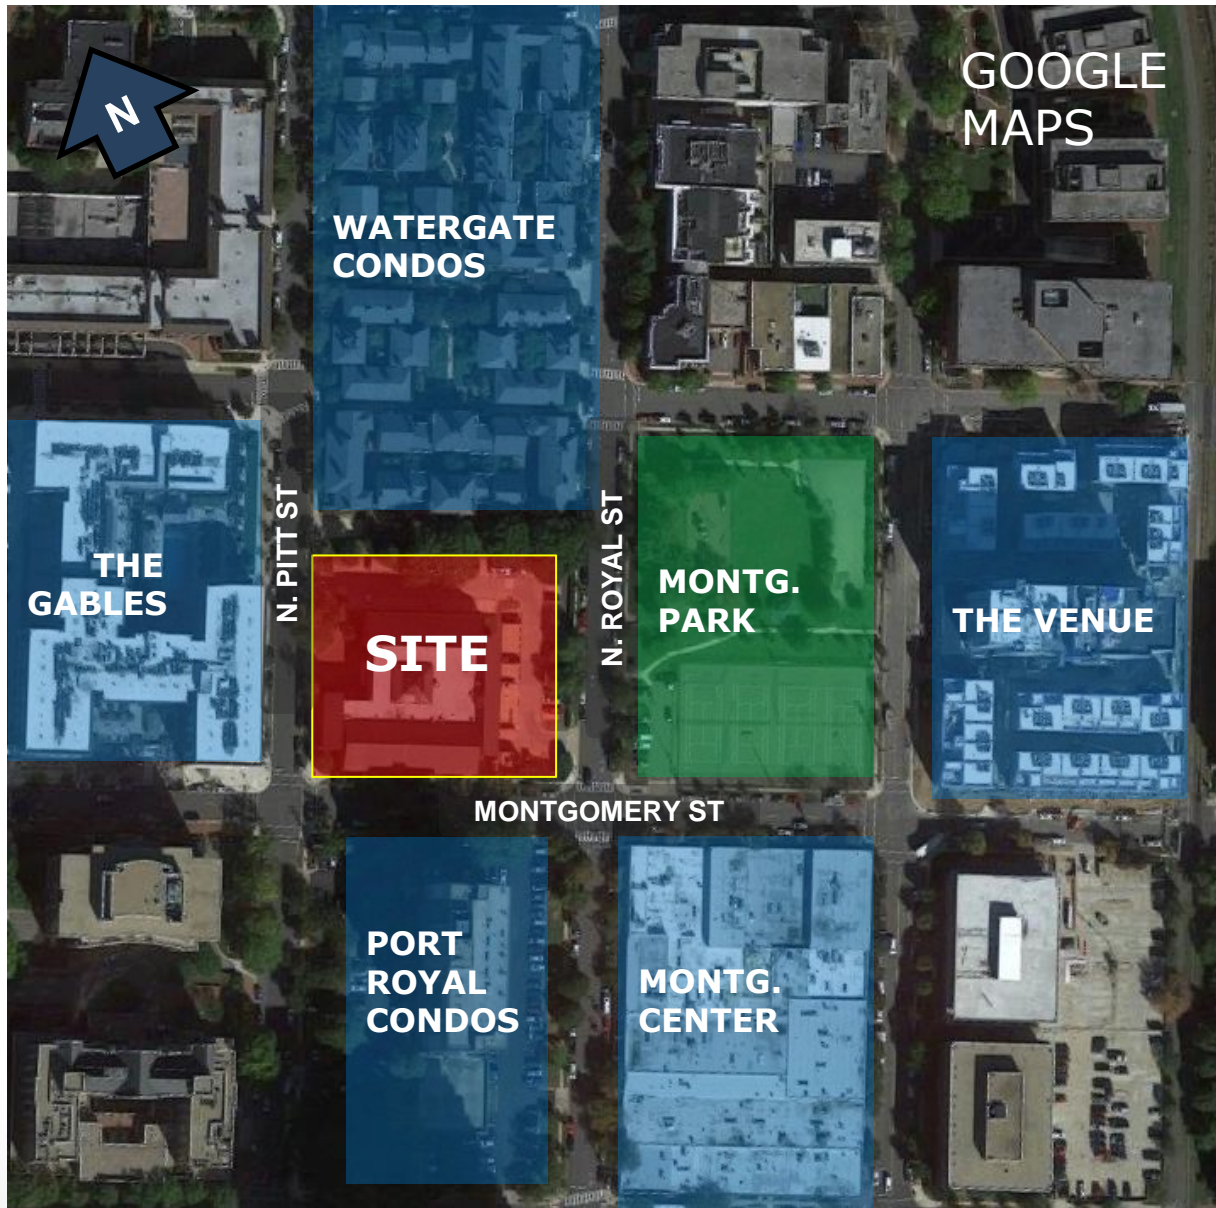 GOOGLE
MAPS
N
WATERGATE
CONDOS
N. PITT ST
N. ROYAL ST
THE
GABLES
SITE
MONTG.
PARK
THE VENUE
MONTGOMERY ST
PORT
ROYAL
CONDOS
MONTG.
CENTER